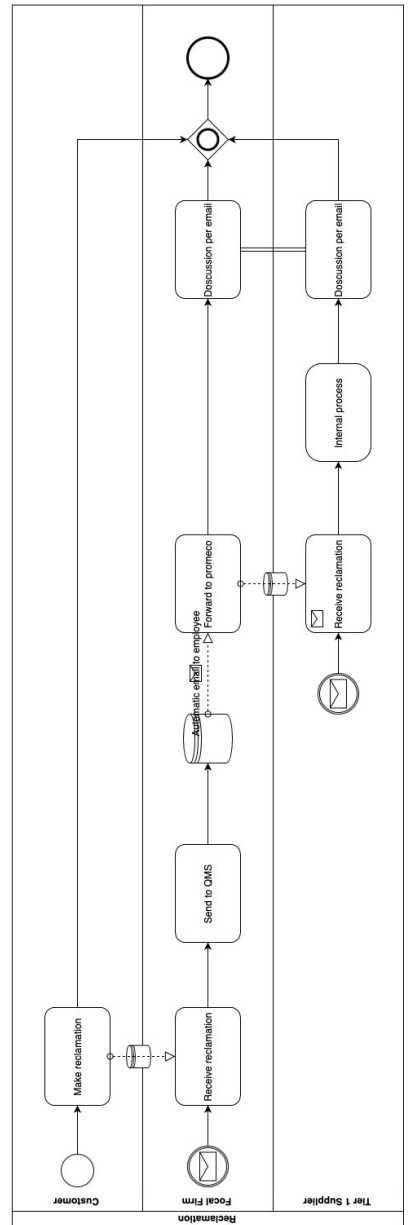 Reclamation
Customer
Make reclamation
Focal Firm
Receive reclamation
Send to QMS
Automatic email to employee
Forward to promeco
Doscussion per email
Tier 1 Supplier
Receive reclamation
Internal process
Doscussion per email